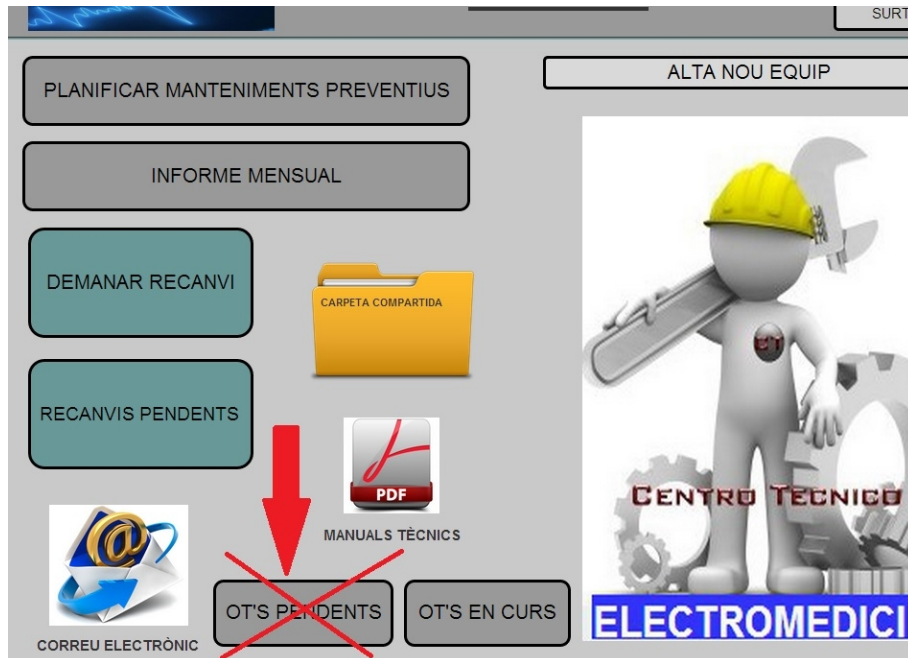 SURT
PLANIFICAR MANTENIMENTS PREVENTIUS
ALTA NOU EQUIP
INFORME MENSUAL
DEMANAR RECANVI
CARPETA COMPARTIDA
RECANVIS PENDENTS
PDF
MANUALS TÈCNICS
CT
CENTRO TECNICO
OT'S PENDENTS
OT'S EN CURS
ELECTROMEDICI
CORREU ELECTRÒNIC